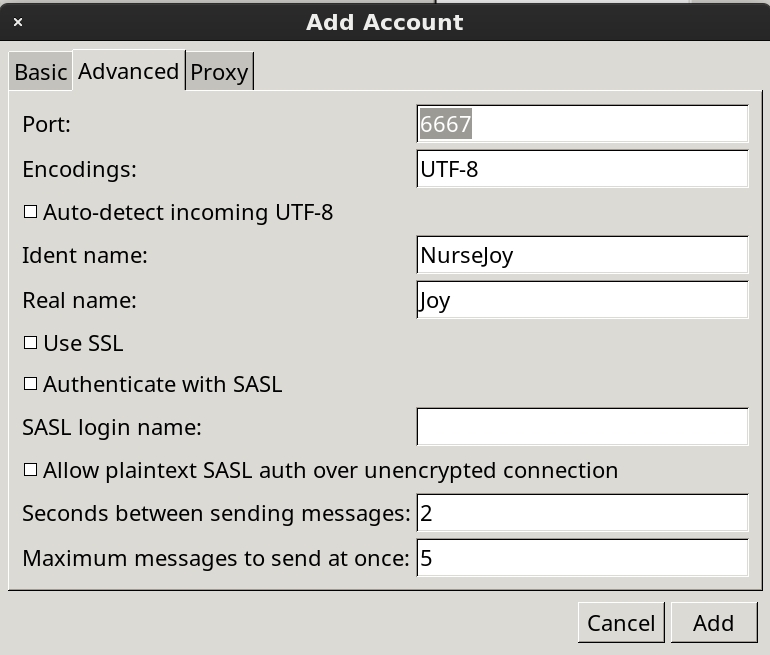 Add Account
Basic Advanced Proxy
Port: 6667
Encodings: UTF-8
Auto-detect incoming UTF-8
Ident name: NurseJoy
Real name: Joy
Use SSL
Authenticate with SASL
SASL login name:
Allow plaintext SASL auth over unencrypted connection
Seconds between sending messages: 2
Maximum messages to send at once: 5
Cancel Add